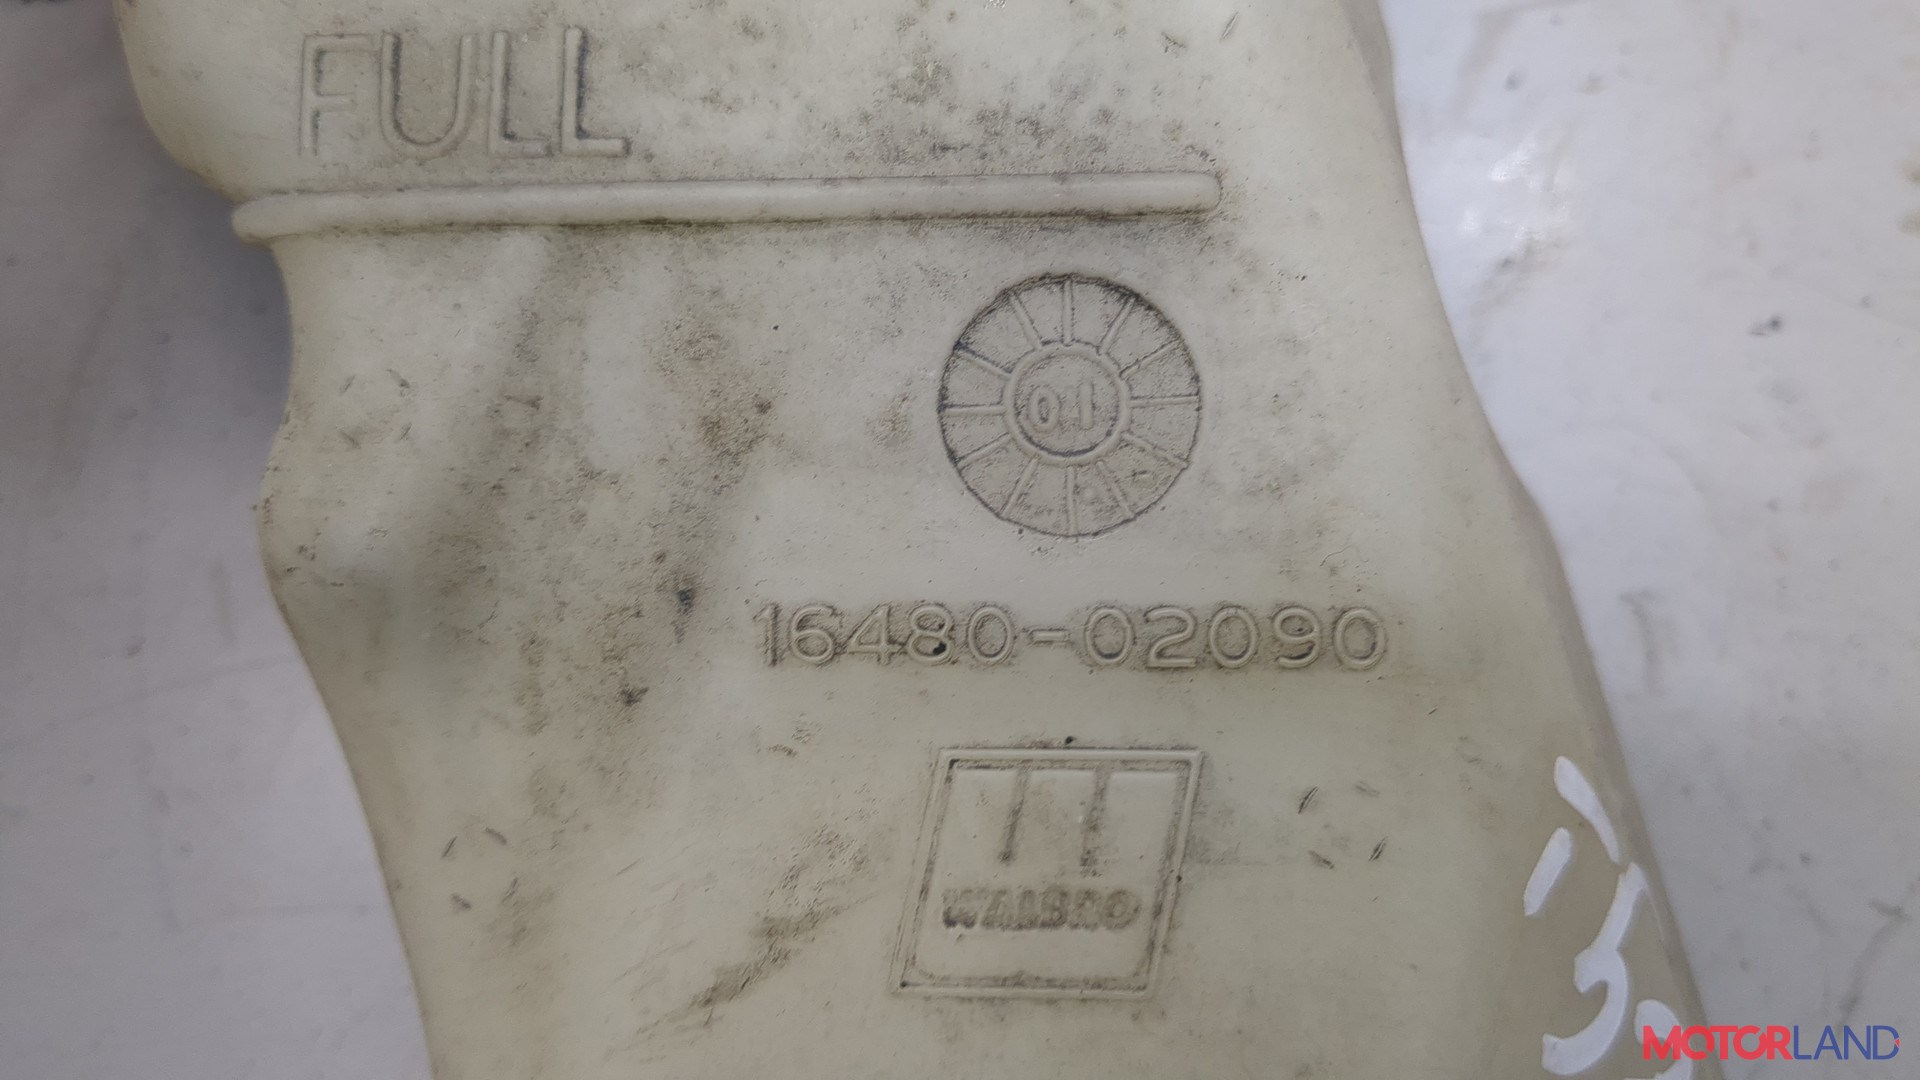 FULL
01
16480-02090
WALBRO
MOTORLAND